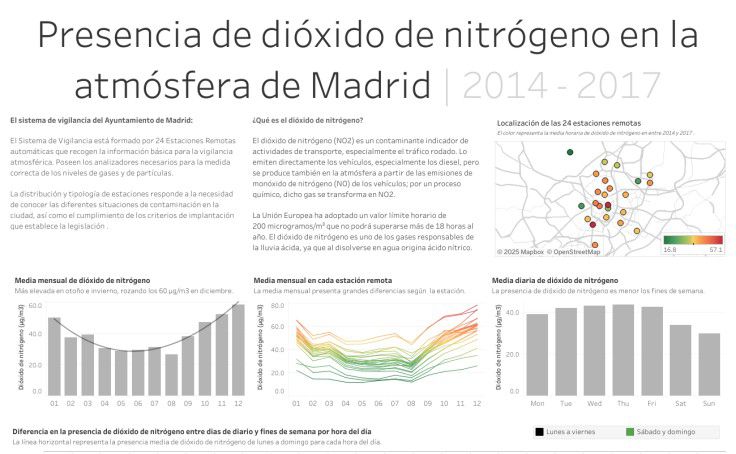 Presencia de dióxido de nitrógeno en la
atmósfera de Madrid | 2014 - 2017
El sistema de vigilancia del Ayuntamiento de Madrid:
El Sistema de Vigilancia está formado por 24 Estaciones Remotas
automáticas que recogen la información básica para la vigilancia
atmosférica. Poseen los analizadores necesarios para la medida
correcta de los niveles de gases y de partículas.
La distribución y tipología de estaciones responde a la necesidad
de conocer las diferentes situaciones de contaminación en la
ciudad, así como el cumplimiento de los criterios de implantación
que establece la legislación .
¿Qué es el dióxido de nitrógeno?
El dióxido de nitrógeno (NO2) es un contaminante indicador de
actividades de transporte, especialmente el tráfico rodado. Lo
emiten directamente los vehículos, especialmente los diesel, pero
se produce también en la atmósfera a partir de las emisiones de
monóxido de nitrógeno (NO) de los vehículos; por un proceso
químico, dicho gas se transforma en NO2.
La Unión Europea ha adoptado un valor límite horario de
200 microgramos/m³ que no podrá superarse más de 18 horas al
año. El dióxido de nitrógeno es uno de los gases responsables de
la lluvia ácida, ya que al disolverse en agua origina ácido nítrico.
Localización de las 24 estaciones remotas
El color representa la media horaria de dióxido de nitrógeno en entre 2014 y 2017 .
© 2025 Mapbox © OpenStreetMap
16.8 57.1
Media mensual de dióxido de nitrógeno
Más elevada en otoño e invierno, rozando los 60 µg/m3 en diciembre.
Dióxido de nitrógeno (µg/m3)
60.0
40.0
20.0
0.0
01 02 03 04 05 06 07 08 09 10 11 12
Media mensual en cada estación remota
La media mensual presenta grandes diferencias según la estación.
Dióxido de nitrógeno (µg/m3)
80.0
60.0
40.0
20.0
0.0
01 02 03 04 05 06 07 08 09 10 11 12
Media diaria de dióxido de nitrógeno
La presencia de dióxido de nitrógeno es menor los fines de semana.
Dióxido de nitrógeno (µg/m3)
40.0
20.0
0.0
Mon Tue Wed Thu Fri Sat Sun
Diferencia en la presencia de dióxido de nitrógeno entre dias de diario y fines de semana por hora del día
La línea horizontal representa la presencia media de dióxido de nitrógeno de lunes a domingo para cada hora del día.
Lunes a viernes
Sábado y domingo